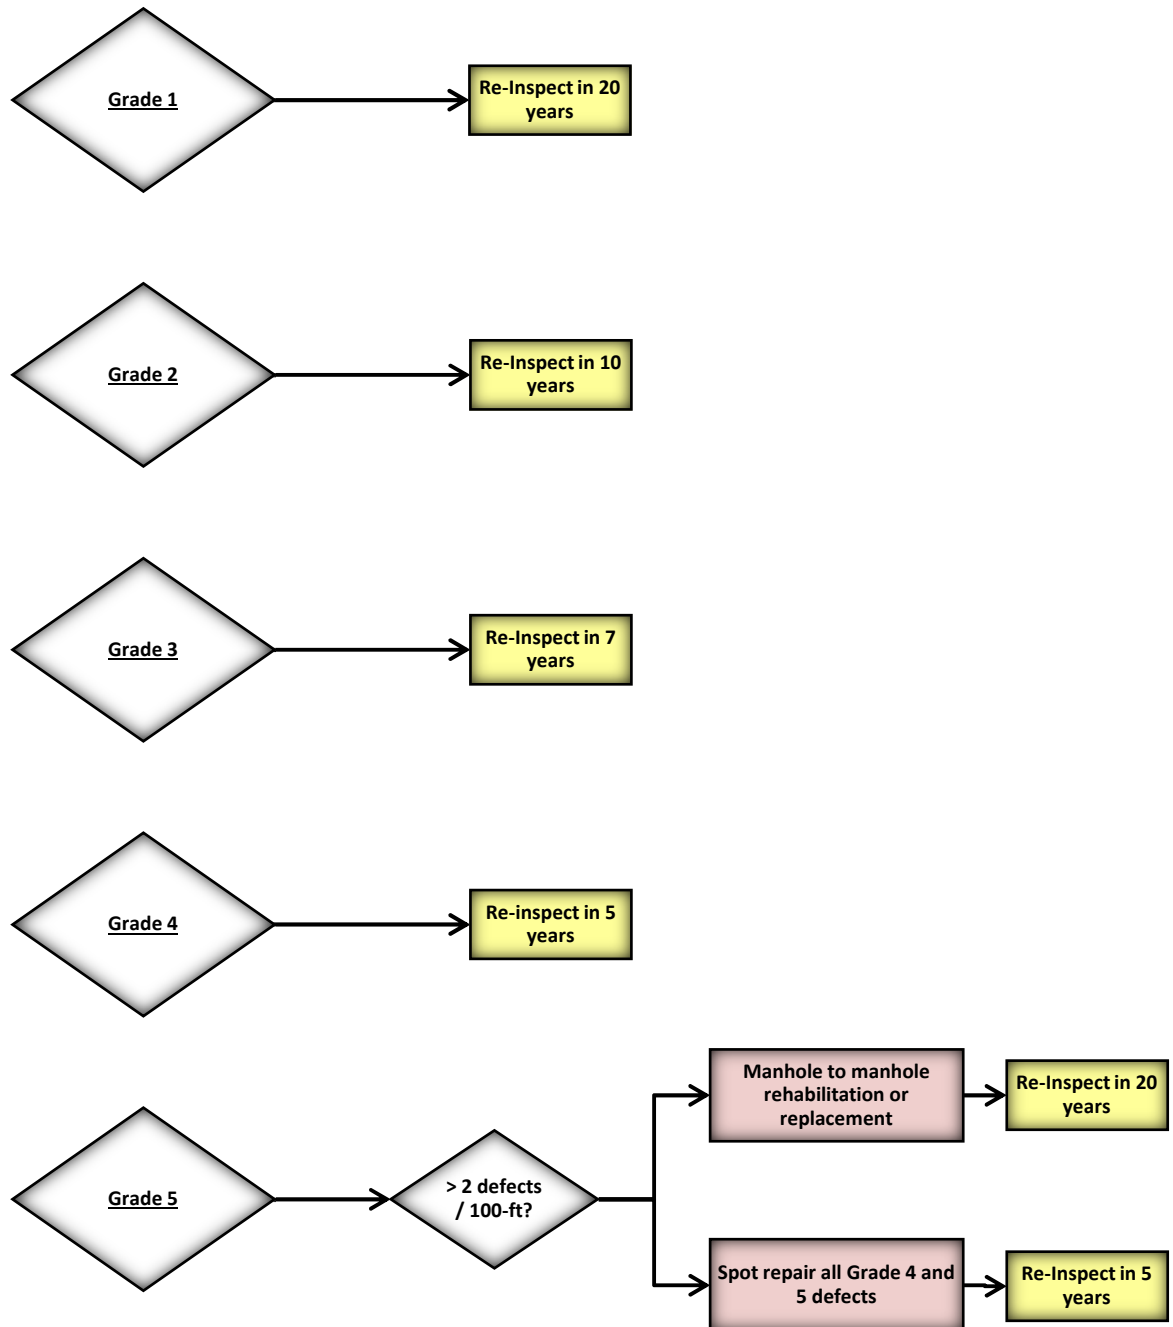 Grade 1
Re-Inspect in 20
years
Grade 2
Re-Inspect in 10
years
Grade 3
Re-Inspect in 7
years
Grade 4
Re-inspect in 5
years
Grade 5
> 2 defects
/ 100-ft?
Manhole to manhole
rehabilitation or
replacement
Re-Inspect in 20
years
Spot repair all Grade 4 and
5 defects
Re-Inspect in 5
years